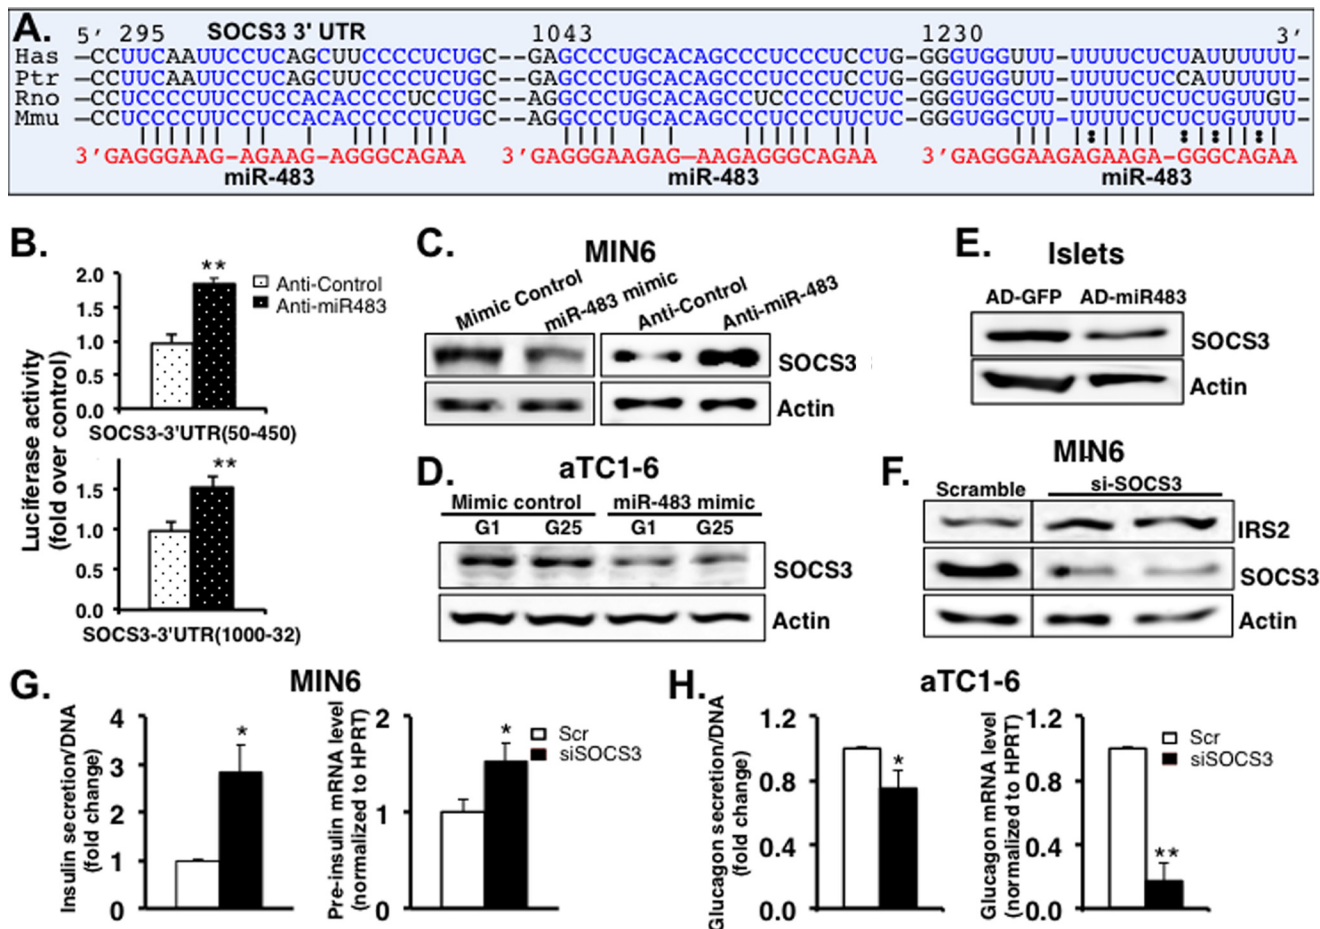 A. 5' 295 SOCS3 3' UTR 1043 1230 3'
Has —CCUUCAAUUCCUCAGCUUCCCCUCUGC——GAGCCCUGCACAGCCCUCCCUCCUG—GGGUGGUUU—UUUUCUCUAUUUUUU—
Ptr —CCUUCAAUUCCUCAGCUUCCCCUCUGC——GAGCCCUGCACAGCCCUCCCUCCUG—GGGUGGUUU—UUUUCUCCAUUUUUU—
Rno —CCUCCCCUUCCUCCACACCCCUCCUGC——AGGCCCUGCACAGCCCUCCCCCUCUC—GGGUGGCUU—UUUUCUCUCUGUUGU—
Mmu —CCUCCCCUUCCUCCACACCCCCUCUGC——AGGCCCUGCACAGCCCUCCCUUCUC—GGGUGGCUU—UUUUCUCUCUGUUUU—
3'GAGGGAAG—AGAAG—AGGGCAGAA 3'GAGGGAAGAG—AAGAGGGCAGAA 3'GAGGGAAGAGAAGA—GGGCAGAA
miR-483 miR-483 miR-483
B.
Luciferase activity
(fold over control)
2.0
1.5
1.0
0.5
0.0
**
Anti-Control
Anti-miR483
SOCS3-3'UTR(50-450)
1.5
1.0
0.5
0.0
**
SOCS3-3'UTR(1000-32)
C. MIN6
Mimic Control miR-483 mimic Anti-Control Anti-miR-483
SOCS3
Actin
D. aTC1-6
Mimic control miR-483 mimic
G1 G25 G1 G25
SOCS3
Actin
E. Islets
AD-GFP AD-miR483
SOCS3
Actin
F. MIN6
Scramble si-SOCS3
IRS2
SOCS3
Actin
G. MIN6
Insulin secretion/DNA
(fold change)
4
3
2
1
0
*
Pre-insulin mRNA level
(normalized to HPRT)
2
1
0
*
Scr
siSOCS3
H. aTC1-6
Glucagon secretion/DNA
(fold change)
1.2
0.8
0.4
0.0
*
Glucagon mRNA level
(normalized to HPRT)
1.2
0.8
0.4
0.0
**
Scr
siSOCS3